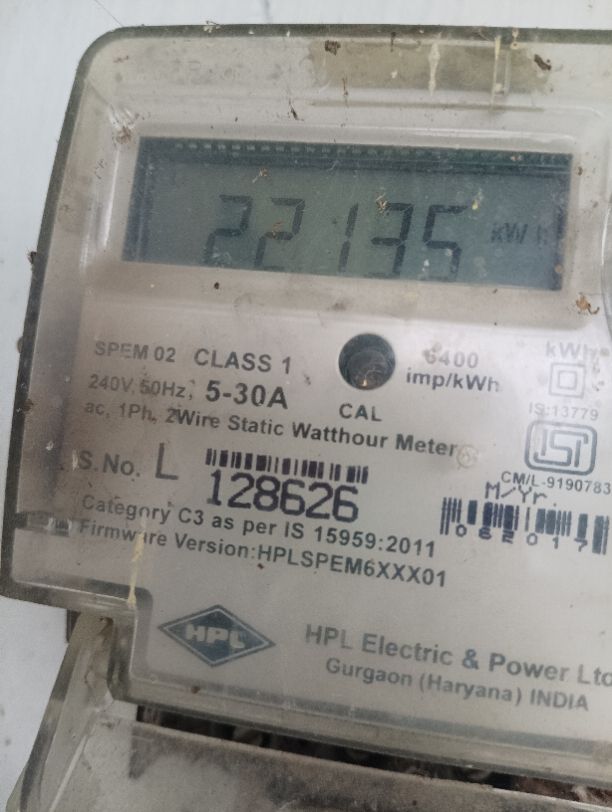 22135 kWh
SPEM 02 CLASS 1
6400
imp/kWh
kWh
240V, 50Hz, 5-30A
CAL
IS:13779
ac, 1Ph, 2Wire Static Watthour Meter
ISI
S. No. L 128626
CM/L-9190783
M/Yr.
062017
Category C3 as per IS 15959:2011
Firmware Version:HPLSPEM6XXX01
HPL
HPL Electric & Power Ltd
Gurgaon (Haryana) INDIA